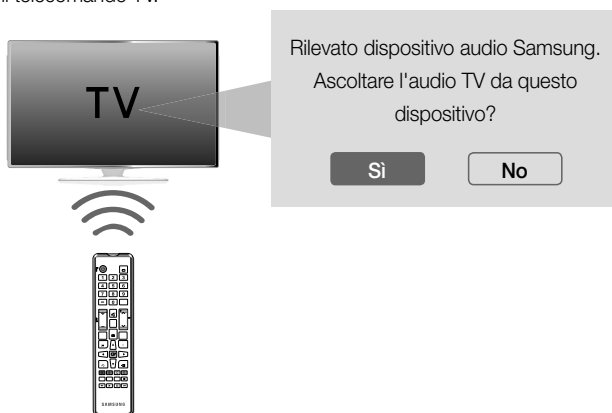 il telecomando TV.
Rilevato dispositivo audio Samsung.
Ascoltare l'audio TV da questo
dispositivo?
Sì
No
TV
SAMSUNG